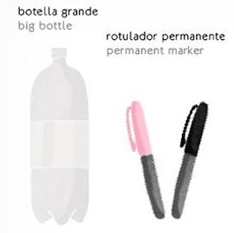 botella grande
big bottle
rotulador permanente
permanent marker